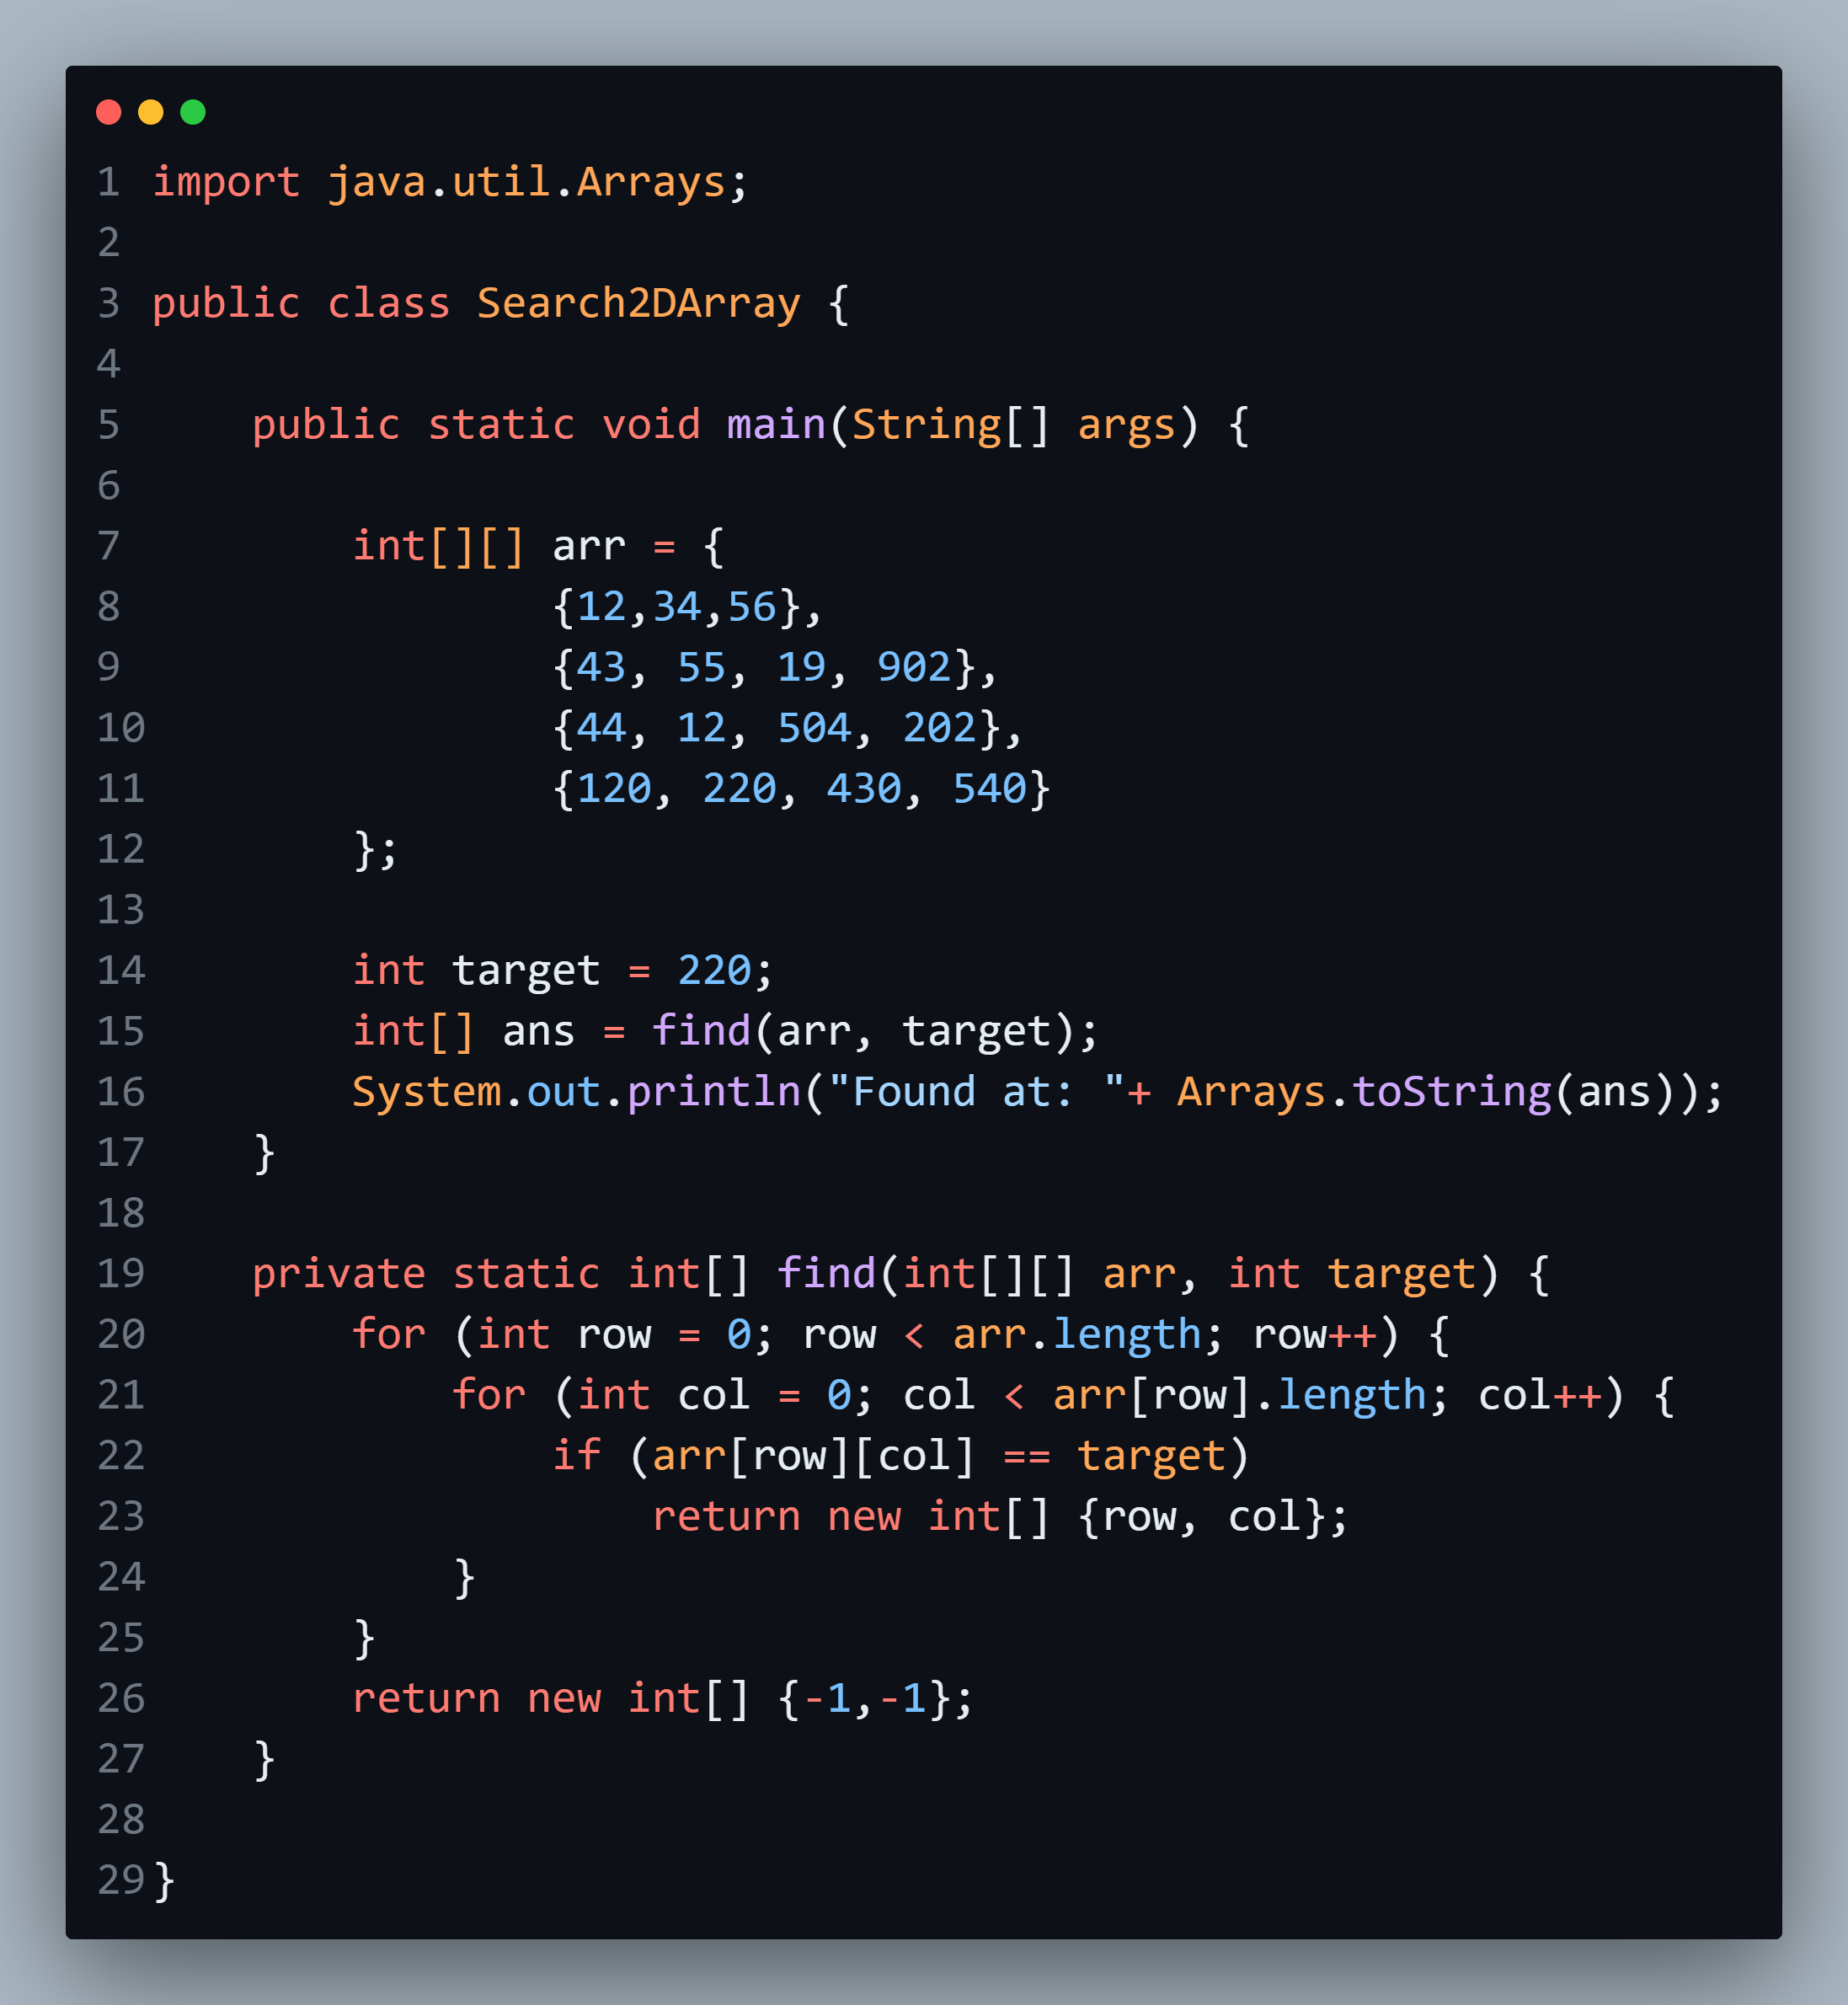 1 import java.util.Arrays;
2
3 public class Search2DArray {
4
5     public static void main(String[] args) {
6
7         int[][] arr = {
8                 {12,34,56},
9                 {43, 55, 19, 902},
10                 {44, 12, 504, 202},
11                 {120, 220, 430, 540}
12         };
13
14         int target = 220;
15         int[] ans = find(arr, target);
16         System.out.println("Found at: "+ Arrays.toString(ans));
17     }
18
19     private static int[] find(int[][] arr, int target) {
20         for (int row = 0; row < arr.length; row++) {
21             for (int col = 0; col < arr[row].length; col++) {
22                 if (arr[row][col] == target)
23                     return new int[] {row, col};
24             }
25         }
26         return new int[] {-1,-1};
27     }
28
29 }